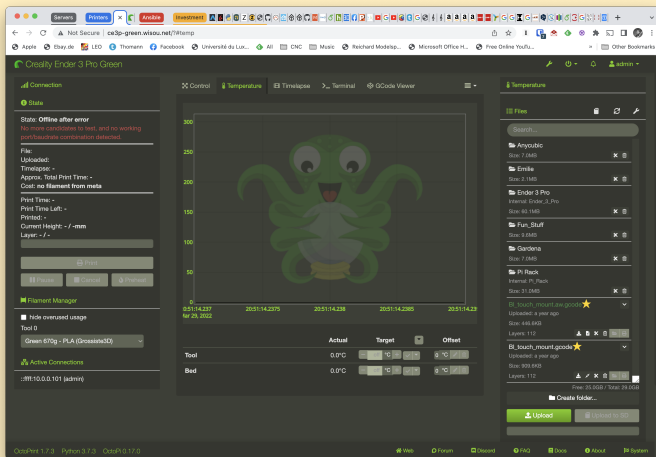 Servers
Printers
Ansible
Investment
Not Secure | ce3p-green.wisou.net/?#temp
Apple
Ebay.de
LEO
Thomann
Facebook
Université du Lux...
All
CNC
Music
Reichard Modelsp...
Microsoft Office H...
Free Online YouTu...
Other Bookmarks
Creality Ender 3 Pro Green
admin
Connection
State
State: Offline after error
No more candidates to test, and no working
port/baudrate combination detected.
File:
Uploaded:
Timelapse: -
Approx. Total Print Time: -
Cost: no filament from meta
Print Time: -
Print Time Left: -
Printed: -
Current Height: - / -mm
Layer: - / -
Print
Pause
Cancel
Preheat
Filament Manager
hide overused usage
Tool 0
Green 670g - PLA (Grossiste3D)
Active Connections
::ffff:10.0.0.101 (admin)
Control
Temperature
Timelapse
Terminal
GCode Viewer
300
250
200
150
100
50
0
0:51:14.237
0:51:14.2375
20:51:14.238
20:51:14.2385
20:51:14.23
Mar 29, 2022
Actual
Target
Offset
Tool
0.0°C
°C
0 °C
Bed
0.0°C
°C
0 °C
Temperature
Files
Search...
Anycubic
Size: 7.0MB
Emilie
Size: 2.1MB
Ender 3 Pro
Internal: Ender_3_Pro
Size: 85.1MB
Fun_Stuff
Size: 9.6MB
Gardena
Size: 7.0MB
Pi Rack
Internal: Pi_Rack
Size: 31.0MB
Bl_touch_mount.aw.gcode
Uploaded: a year ago
Size: 446.6KB
Layers: 112
Bl_touch_mount.gcode
Uploaded: a year ago
Size: 909.6KB
Layers: 112
Free: 25.0GB / Total: 29.0GB
Create folder...
Upload
Upload to SD
OctoPrint 1.7.3 Python 3.7.3 OctoPi 0.17.0
Web
Forum
Discord
FAQ
Docs
About
System